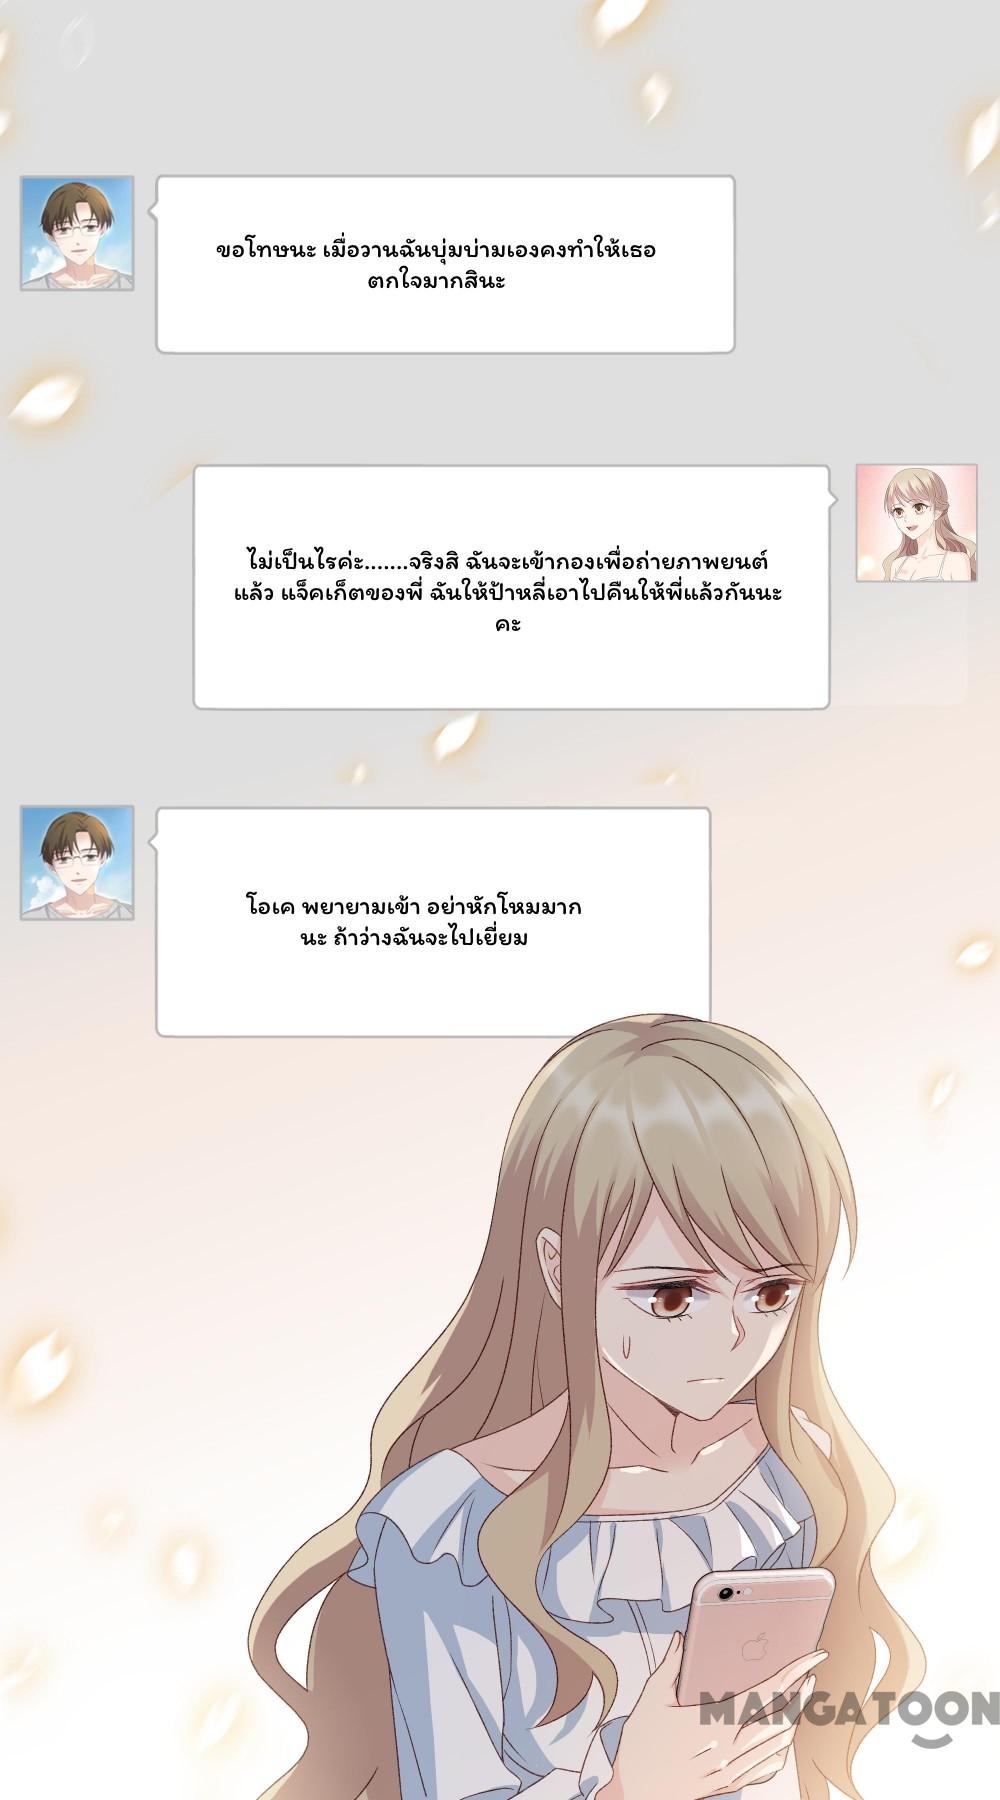 ขอโทษนะ เมื่อวานฉันบุ่มบ่ามเองคงทำให้เธอ
ตกใจมากสินะ
ไม่เป็นไรค่ะ.......จริงสิ ฉันจะเข้ากองเพื่อถ่ายภาพยนต์
แล้ว แจ็คเก็ตของพี่ ฉันให้ป้าหลี่เอาไปคืนให้พี่แล้วกันนะ
คะ
โอเค พยายามเข้า อย่าหักโหมมาก
นะ ถ้าว่างฉันจะไปเยี่ยม
MANGATOON